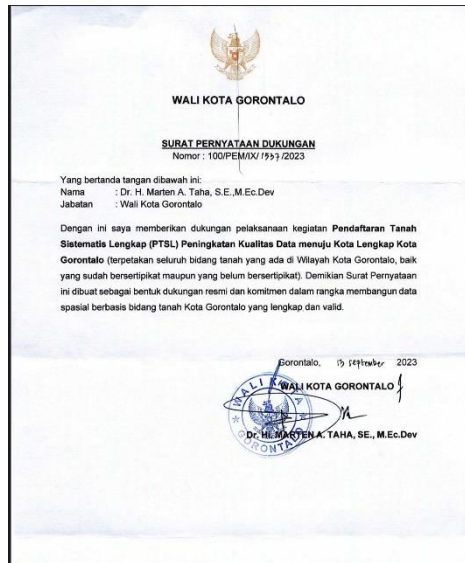 WALI KOTA GORONTALO
SURAT PERNYATAAN DUKUNGAN
Nomor : 100/PEM/IX/1337/2023
Yang bertanda tangan dibawah ini:
Nama : Dr. H. Marten A. Taha, S.E.,M.Ec.Dev
Jabatan : Wali Kota Gorontalo
Dengan ini saya memberikan dukungan pelaksanaan kegiatan Pendaftaran Tanah
Sistematis Lengkap (PTSL) Peningkatan Kualitas Data menuju Kota Lengkap Kota
Gorontalo (terpetakan seluruh bidang tanah yang ada di Wilayah Kota Gorontalo, baik
yang sudah bersertipikat maupun yang belum bersertipikat). Demikian Surat Pernyataan
ini dibuat sebagai bentuk dukungan resmi dan komitmen dalam rangka membangun data
spasial berbasis bidang tanah Kota Gorontalo yang lengkap dan valid.
Gorontalo, 13 september 2023
WALI KOTA GORONTALO
WALI KOTA
GORONTALO
Dr. H. MARTEN A. TAHA, SE., M.Ec.Dev